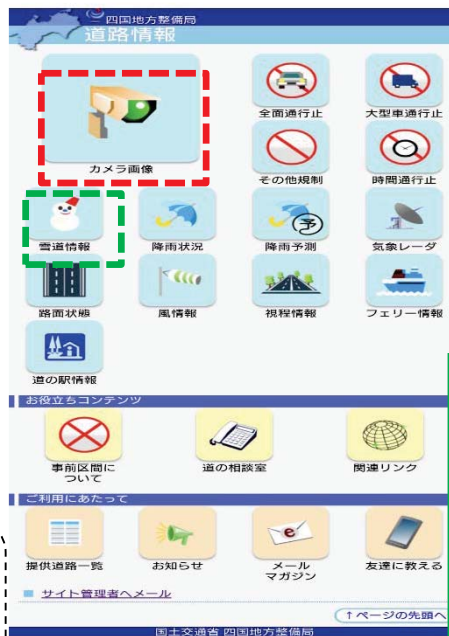 四国地方整備局
道路情報
カメラ画像
全面通行止
大型車通行止
その他規制
時間通行止
雪道情報
降雨状況
予
降雨予測
気象レーダ
路面状態
風情報
視程情報
フェリー情報
道の駅情報
お役立ちコンテンツ
事前区間に
ついて
道の相談室
関連リンク
ご利用にあたって
提供道路一覧
お知らせ
e
メール
マガジン
友達に教える
サイト管理者へメール
↑ページの先頭へ
国土交通省 四国地方整備局